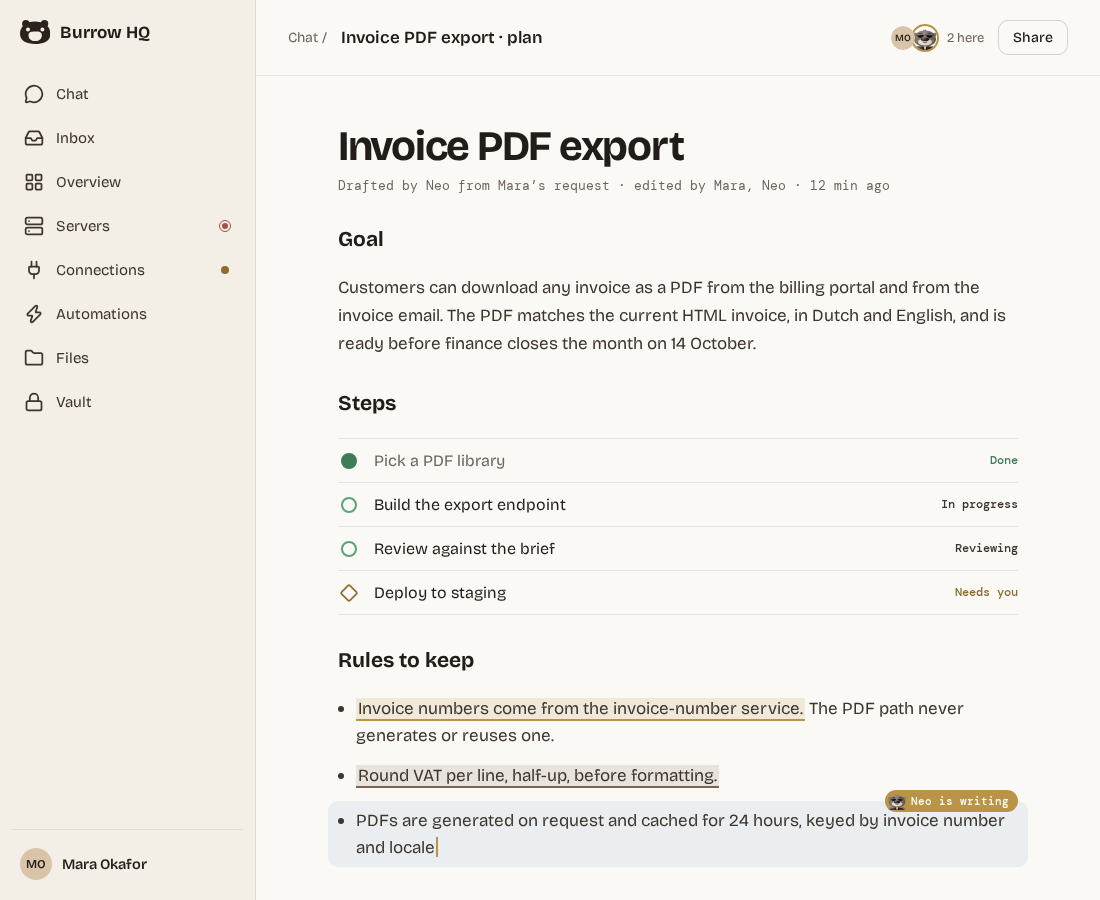 Burrow HQ
Chat
Inbox
Overview
Servers
Connections
Automations
Files
Vault
MO Mara Okafor
Chat / Invoice PDF export · plan
MO 2 here Share
Invoice PDF export
Drafted by Neo from Mara’s request · edited by Mara, Neo · 12 min ago
Goal
Customers can download any invoice as a PDF from the billing portal and from the
invoice email. The PDF matches the current HTML invoice, in Dutch and English, and is
ready before finance closes the month on 14 October.
Steps
Pick a PDF library Done
Build the export endpoint In progress
Review against the brief Reviewing
Deploy to staging Needs you
Rules to keep
• Invoice numbers come from the invoice-number service. The PDF path never
generates or reuses one.
• Round VAT per line, half-up, before formatting.
Neo is writing
• PDFs are generated on request and cached for 24 hours, keyed by invoice number
and locale